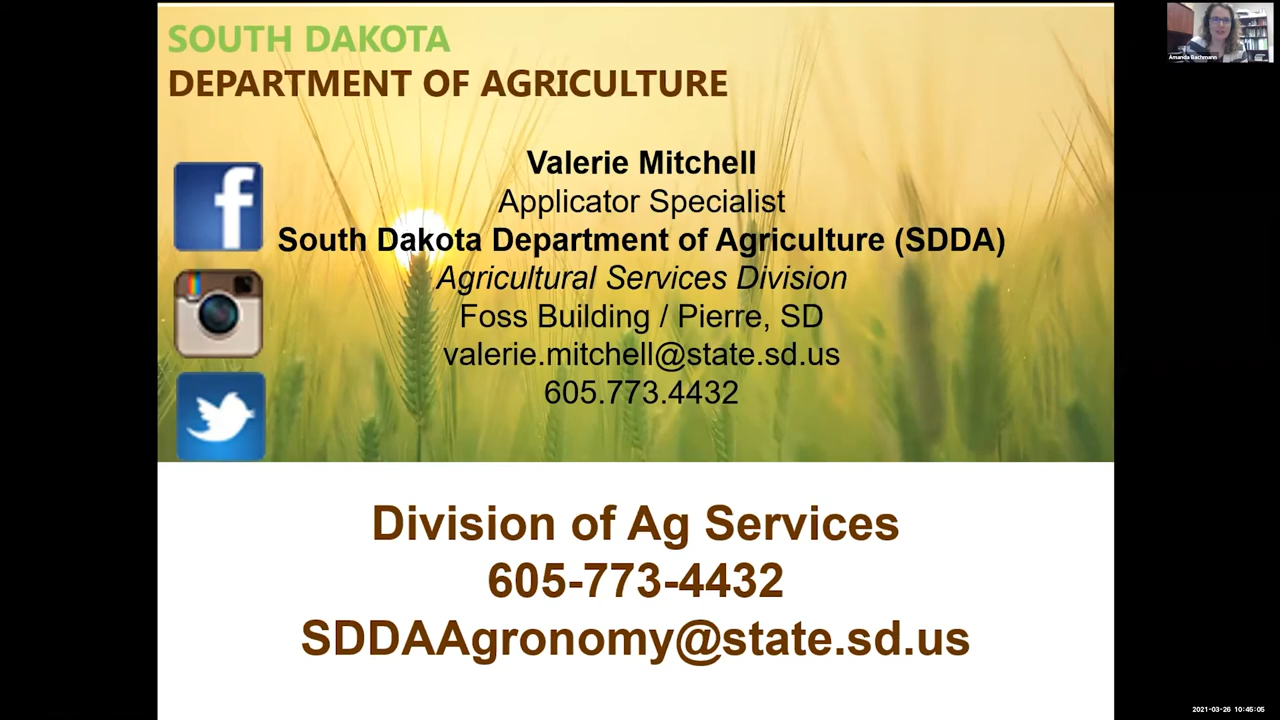 SOUTH DAKOTA
DEPARTMENT OF AGRICULTURE
Valerie Mitchell
Applicator Specialist
South Dakota Department of Agriculture (SDDA)
Agricultural Services Division
Foss Building / Pierre, SD
valerie.mitchell@state.sd.us
605.773.4432
Division of Ag Services
605-773-4432
SDDAAgronomy@state.sd.us
Amanda Bachmann
2021-03-26 10:45:05